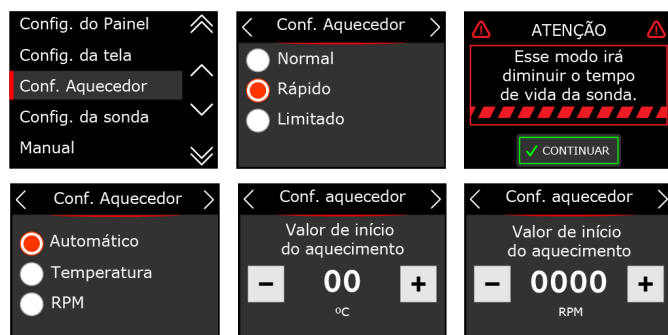 Config. do Painel
Config. da tela
Conf. Aquecedor
Config. da sonda
Manual
Conf. Aquecedor
Normal
Rápido
Limitado
ATENÇÃO
Esse modo irá
diminuir o tempo
de vida da sonda.
CONTINUAR
Conf. Aquecedor
Automático
Temperatura
RPM
Conf. aquecedor
Valor de início
do aquecimento
- 00 +
ºC
Conf. aquecedor
Valor de início
do aquecimento
- 0000 +
RPM